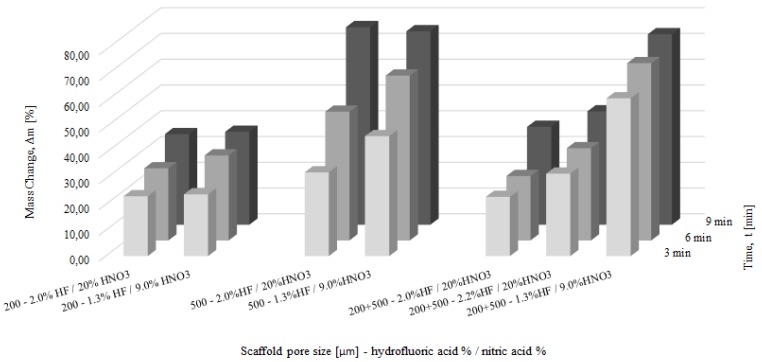 80,00
70,00
60,00
50,00
40,00
30,00
20,00
10,00
0,00
Mass Change, Δm [%]
9 min
6 min
3 min
Time, t [min]
200 - 2.0% HF / 20% HNO3
200 - 1.3% HF / 9.0% HNO3
500 - 2.0%HF / 20%HNO3
500 - 1.3%HF / 9.0%HNO3
200+500 - 2.0%HF / 20%HNO3
200+500 - 2.2%HF / 20%HNO3
200+500 - 1.3%HF / 9.0%HNO3
Scaffold pore size [μm] - hydrofluoric acid % / nitric acid %